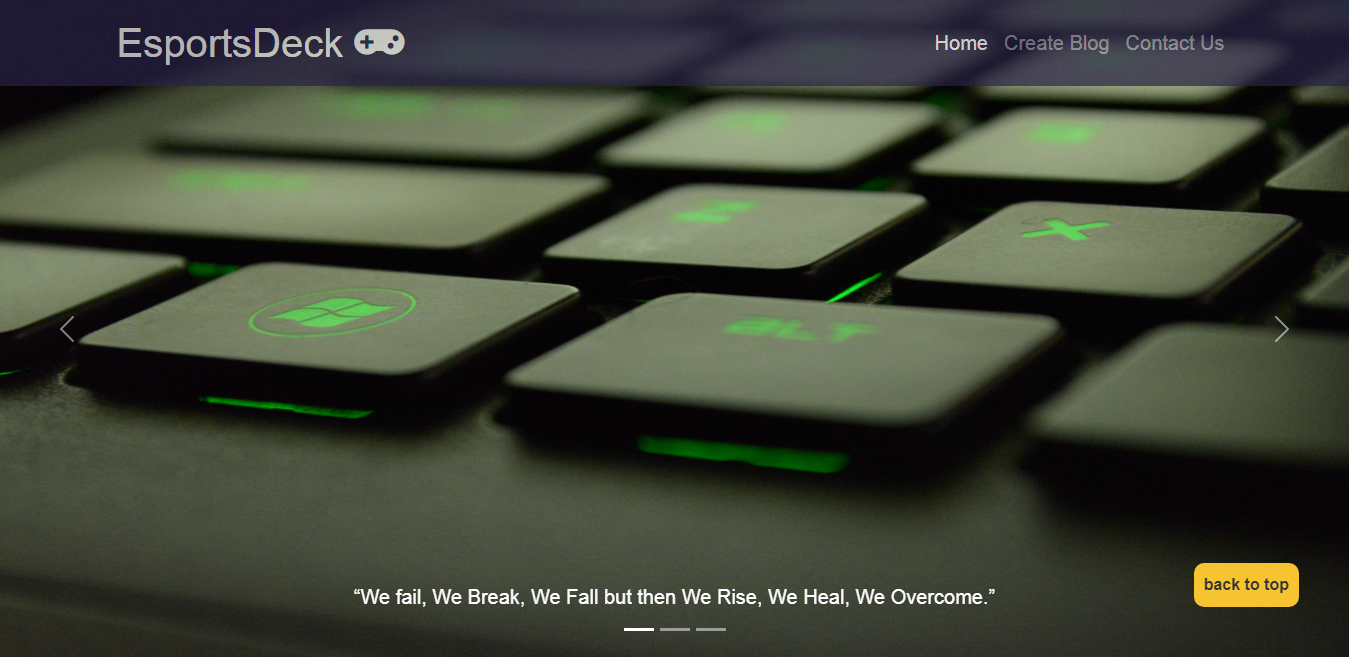 EsportsDeck
Home Create Blog Contact Us
Z
X
ALT
“We fail, We Break, We Fall but then We Rise, We Heal, We Overcome.”
back to top